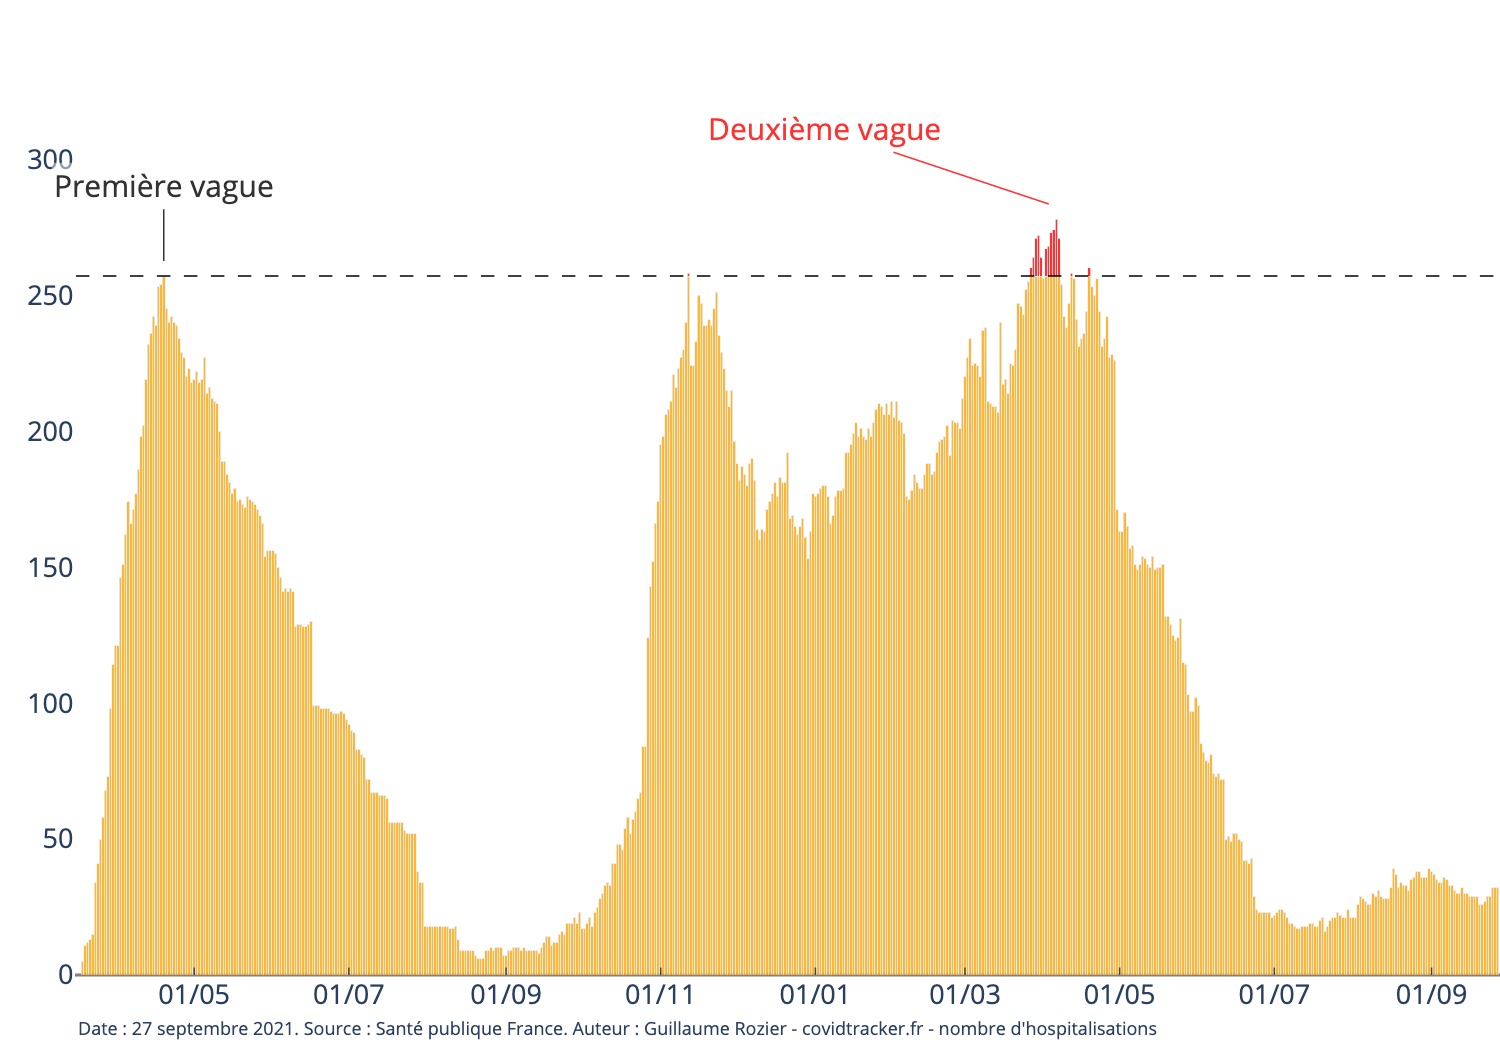 Deuxième vague
300
Première vague
250
200
150
100
50
0
01/05 01/07 01/09 01/11 01/01 01/03 01/05 01/07 01/09
Date : 27 septembre 2021. Source : Santé publique France. Auteur : Guillaume Rozier - covidtracker.fr - nombre d'hospitalisations